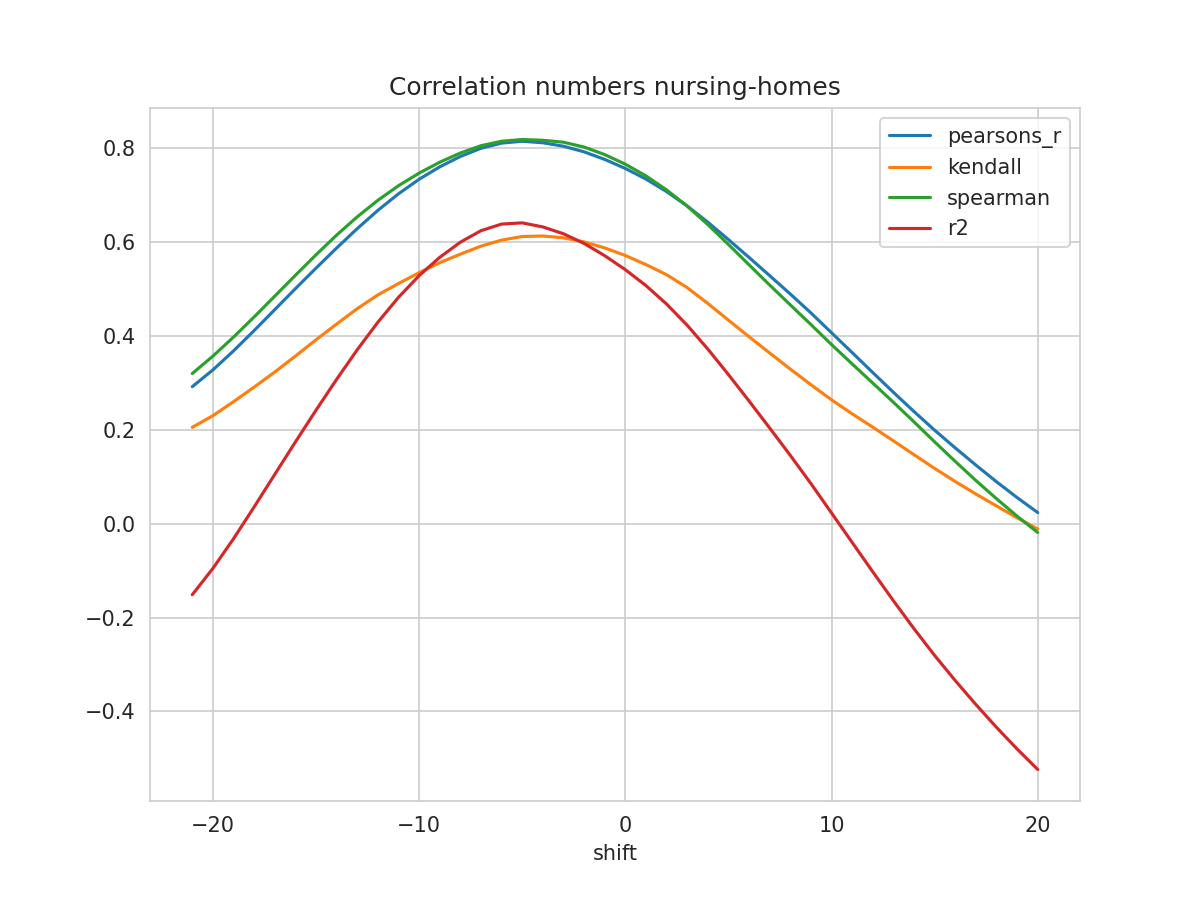 Correlation numbers nursing-homes
pearsons_r
kendall
spearman
r2
0.8
0.6
0.4
0.2
0.0
−0.2
−0.4
−20 −10 0 10 20
shift